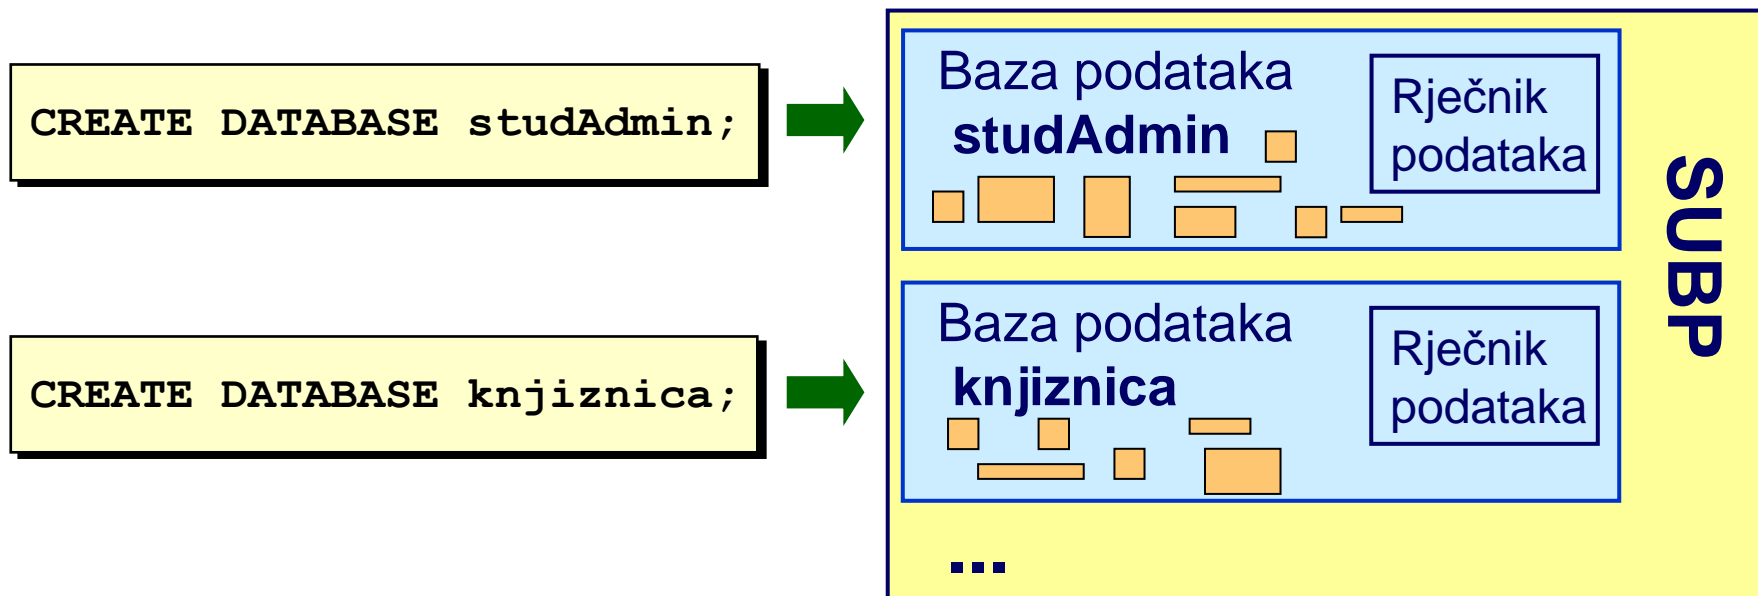 CREATE DATABASE studAdmin;
Baza podataka
studAdmin
Rječnik
podataka
CREATE DATABASE knjiznica;
Baza podataka
knjiznica
Rječnik
podataka
...
SUBP